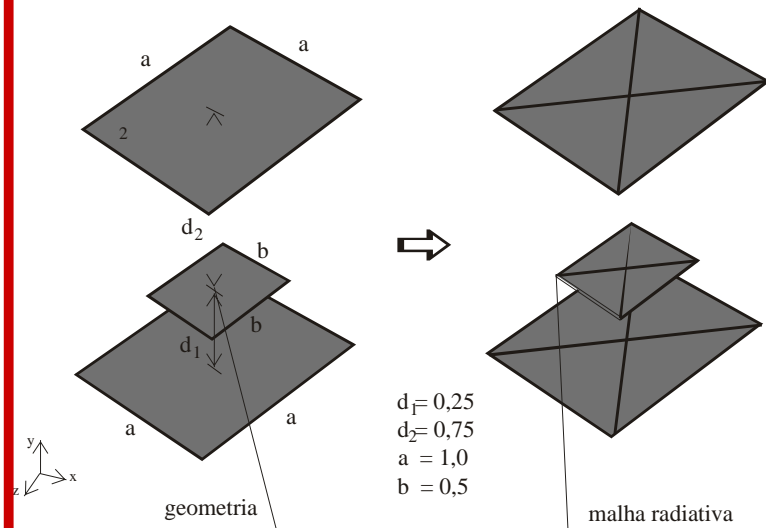 a
a
2
d2
b
b
d1
a
a
y
x
z
d1= 0,25
d2= 0,75
a = 1,0
b = 0,5
geometria
malha radiativa